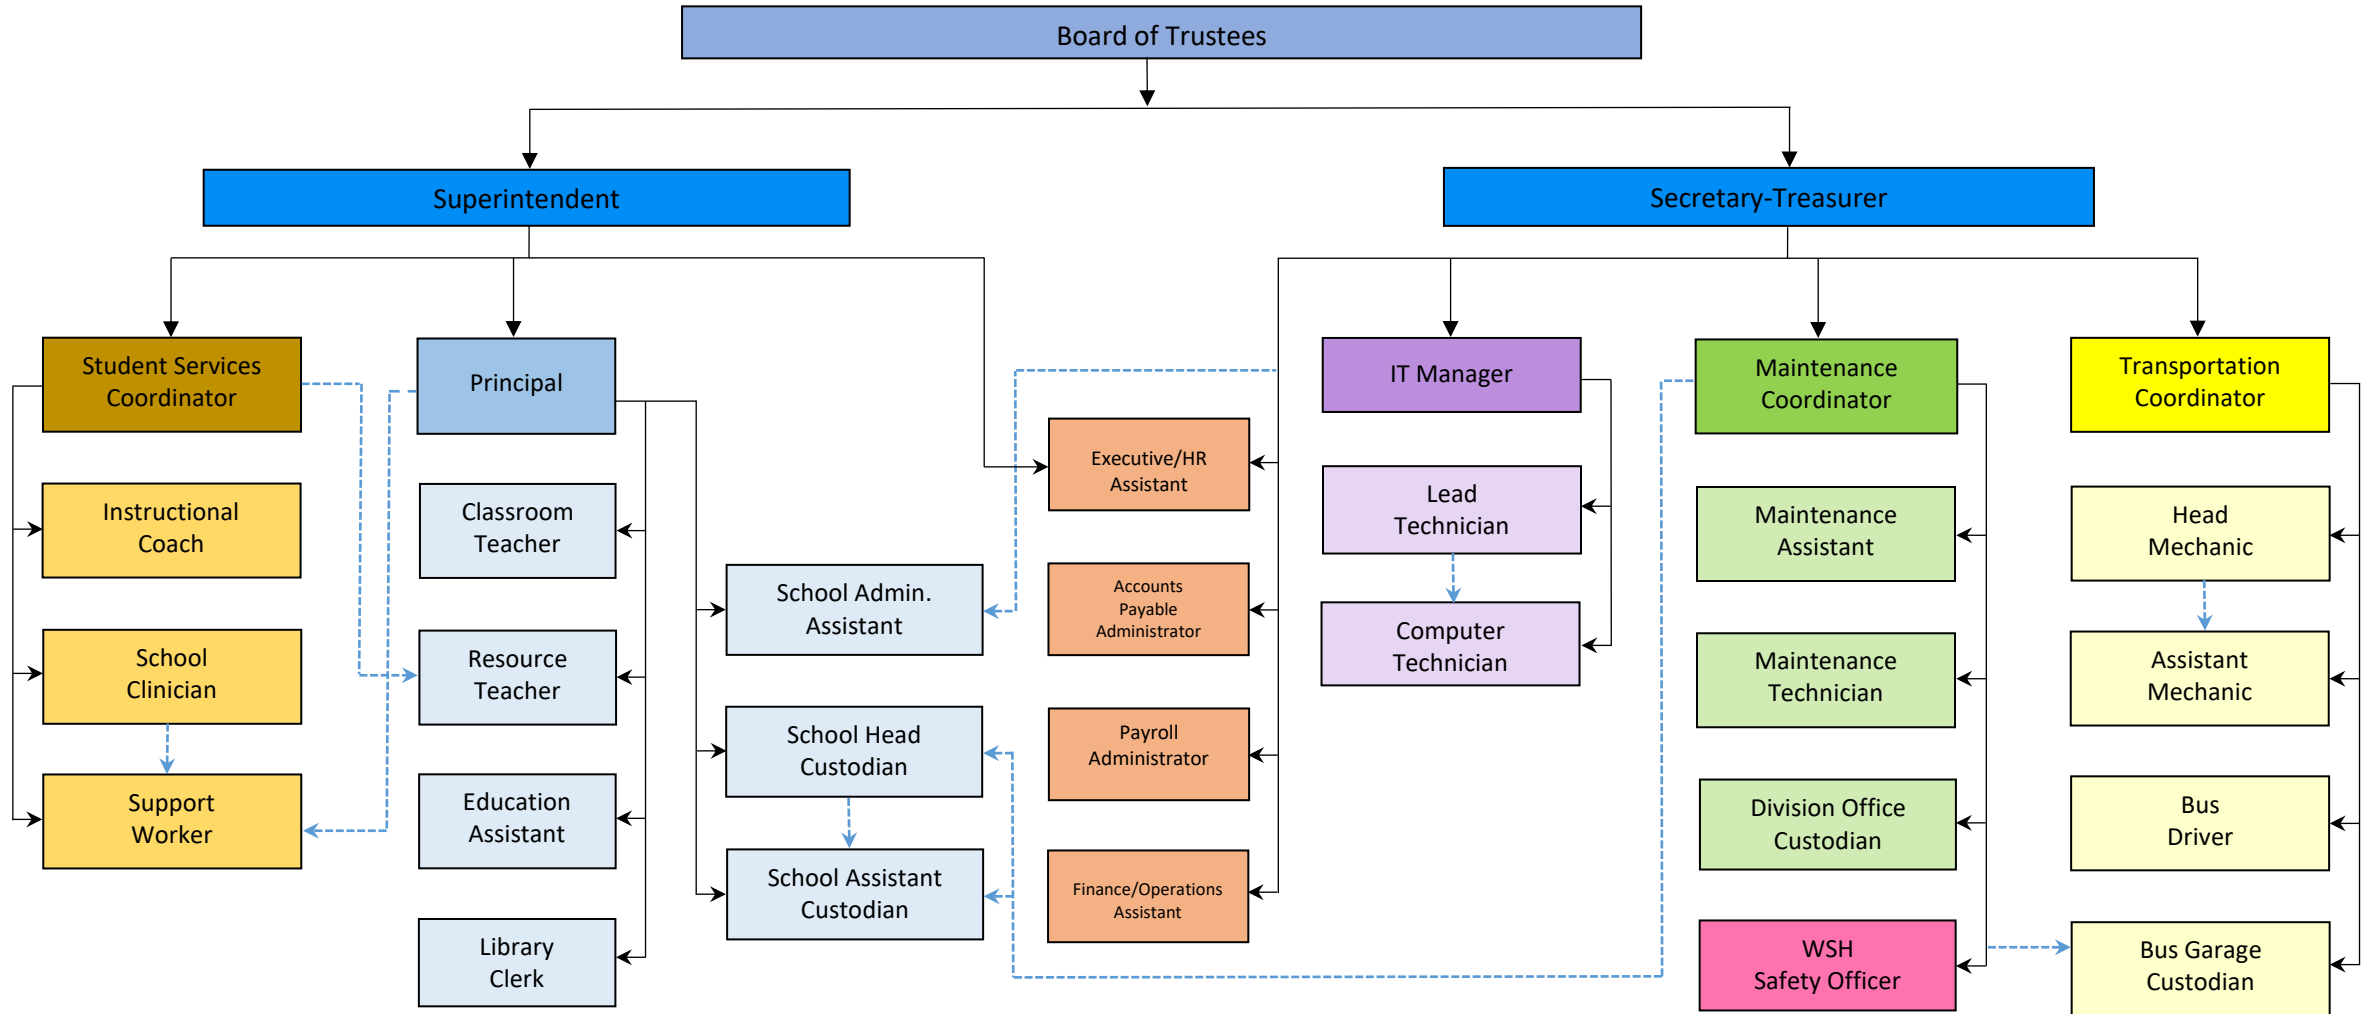 Board of Trustees
Superintendent
Secretary-Treasurer
Student Services
Coordinator
Principal
IT Manager
Maintenance
Coordinator
Transportation
Coordinator
Instructional
Coach
School
Clinician
Support
Worker
Classroom
Teacher
Resource
Teacher
Education
Assistant
Library
Clerk
School Admin.
Assistant
School Head
Custodian
School Assistant
Custodian
Executive/HR
Assistant
Accounts
Payable
Administrator
Payroll
Administrator
Finance/Operations
Assistant
Lead
Technician
Computer
Technician
Maintenance
Assistant
Maintenance
Technician
Division Office
Custodian
WSH
Safety Officer
Head
Mechanic
Assistant
Mechanic
Bus
Driver
Bus Garage
Custodian